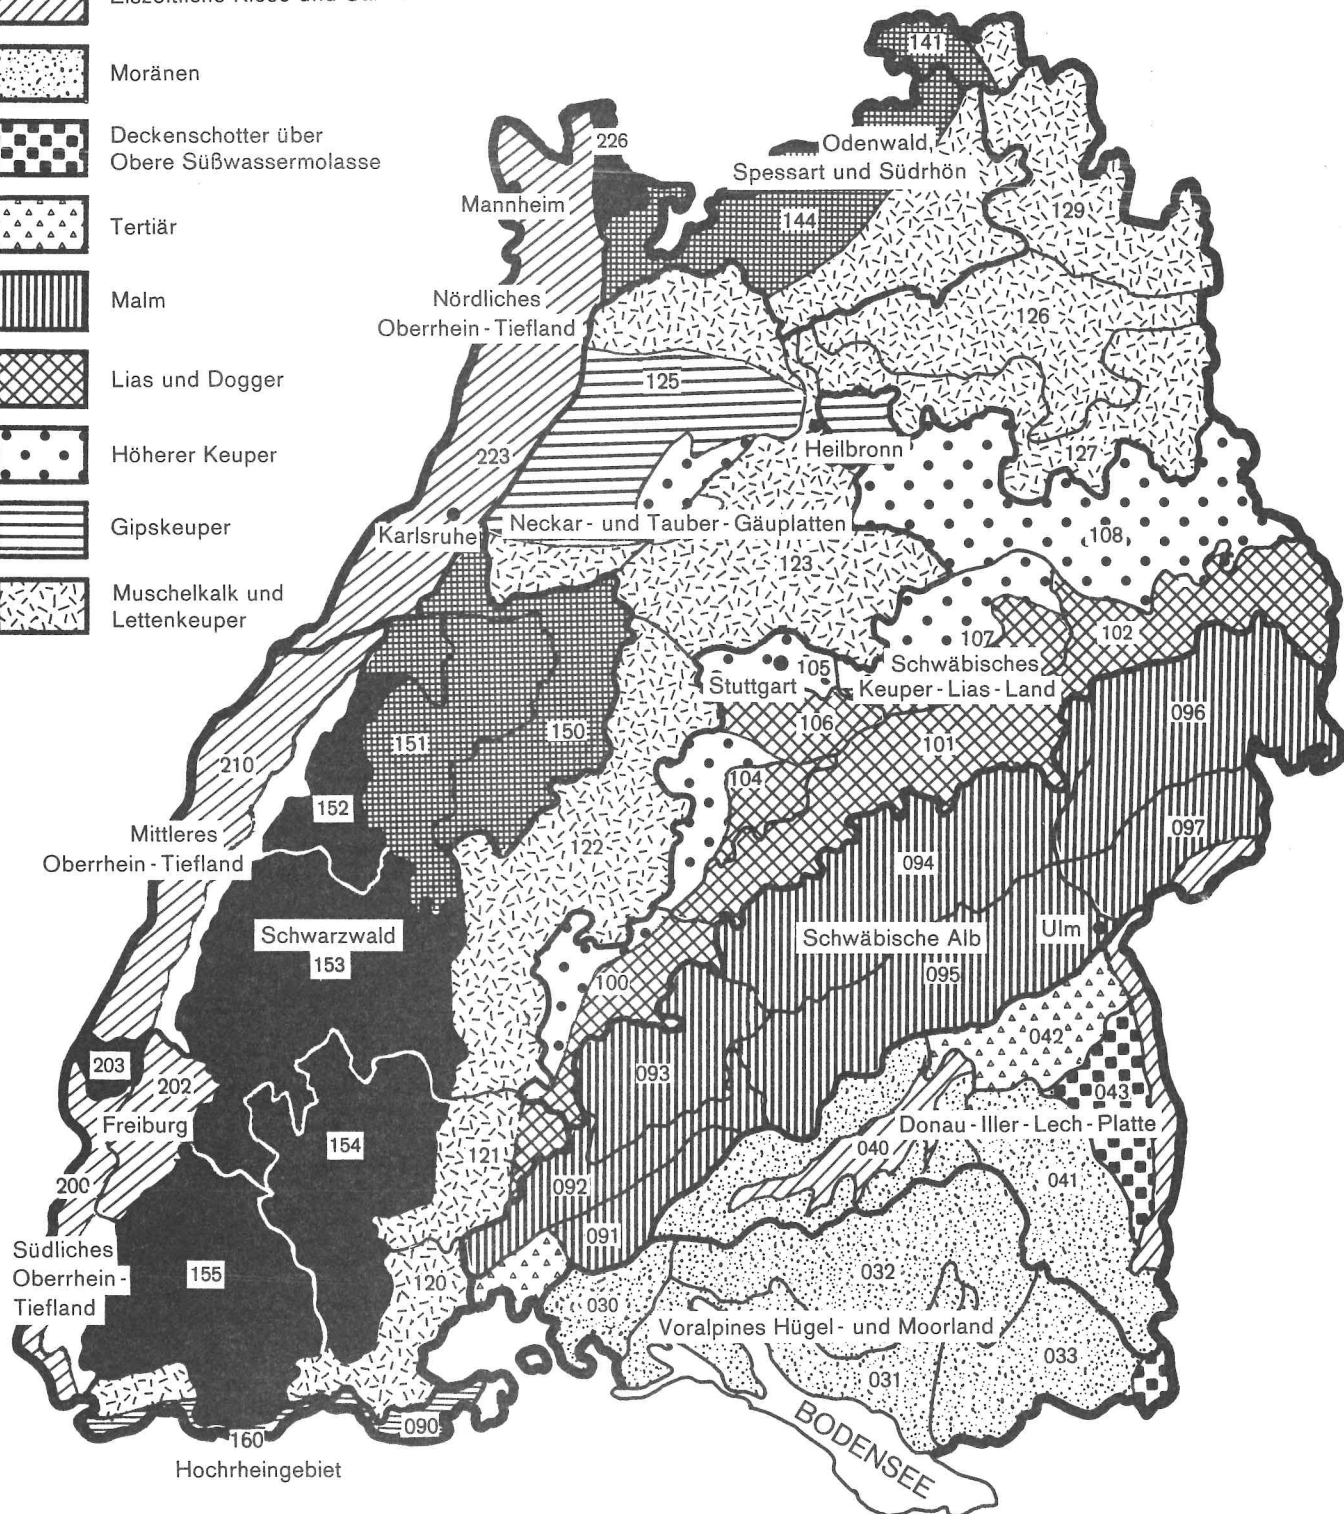 Moränen
Deckenschotter über
Obere Süßwassermolasse
Tertiär
Malm
Lias und Dogger
Höherer Keuper
Gipskeuper
Muschelkalk und
Lettenkeuper
141
226
Odenwald,
Spessart und Südrhön
Mannheim
144
129
Nördliches
Oberrhein - Tiefland
126
125
Heilbronn
127
223
Karlsruhe
Neckar - und Tauber - Gäuplatten
108
123
107
102
105
Schwäbisches
Keuper - Lias - Land
Stuttgart
106
096
151
150
101
210
104
152
097
Mittleres
Oberrhein - Tiefland
122
094
Schwarzwald
153
Schwäbische Alb
Ulm
095
100
042
203
202
093
043
Freiburg
Donau - Iller - Lech - Platte
154
121
040
041
200
092
091
Südliches
Oberrhein -
Tiefland
155
120
032
030
Voralpines Hügel - und Moorland
033
031
090
160
Hochrheingebiet
BODENSEE